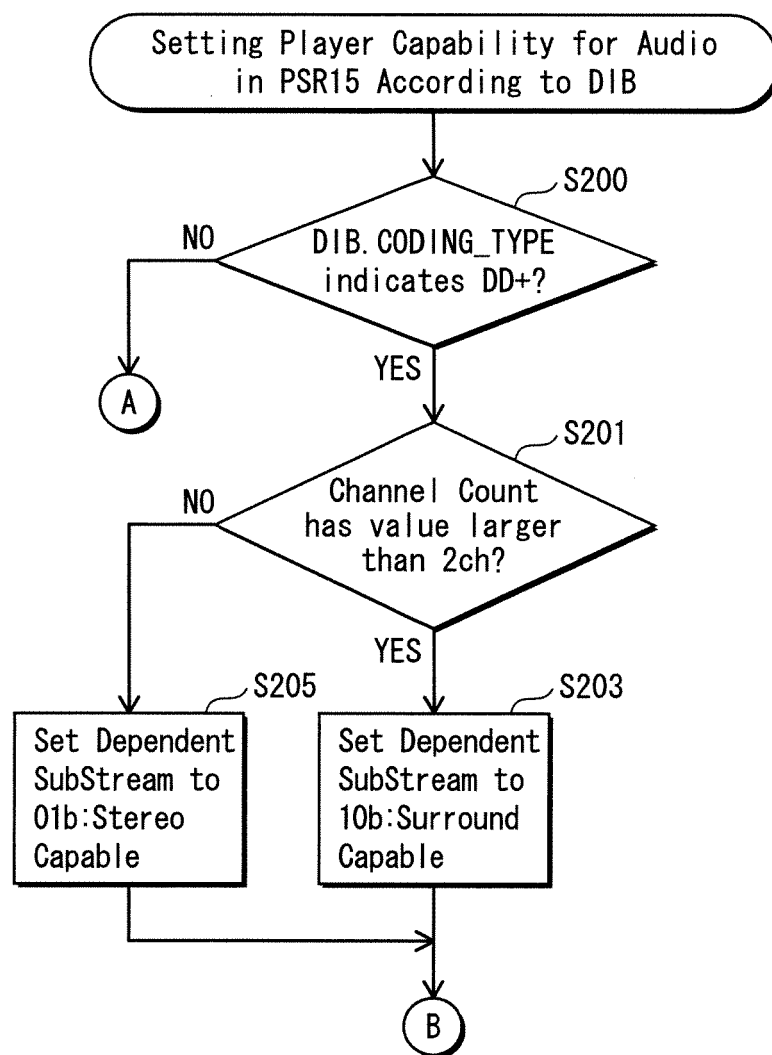 Setting Player Capability for Audio
in PSR15 According to DIB
S200
DIB.CODING_TYPE
indicates DD+?
NO
YES
A
S201
Channel Count
has value larger
than 2ch?
NO
YES
S205
Set Dependent
SubStream to
01b:Stereo
Capable
S203
Set Dependent
SubStream to
10b:Surround
Capable
B